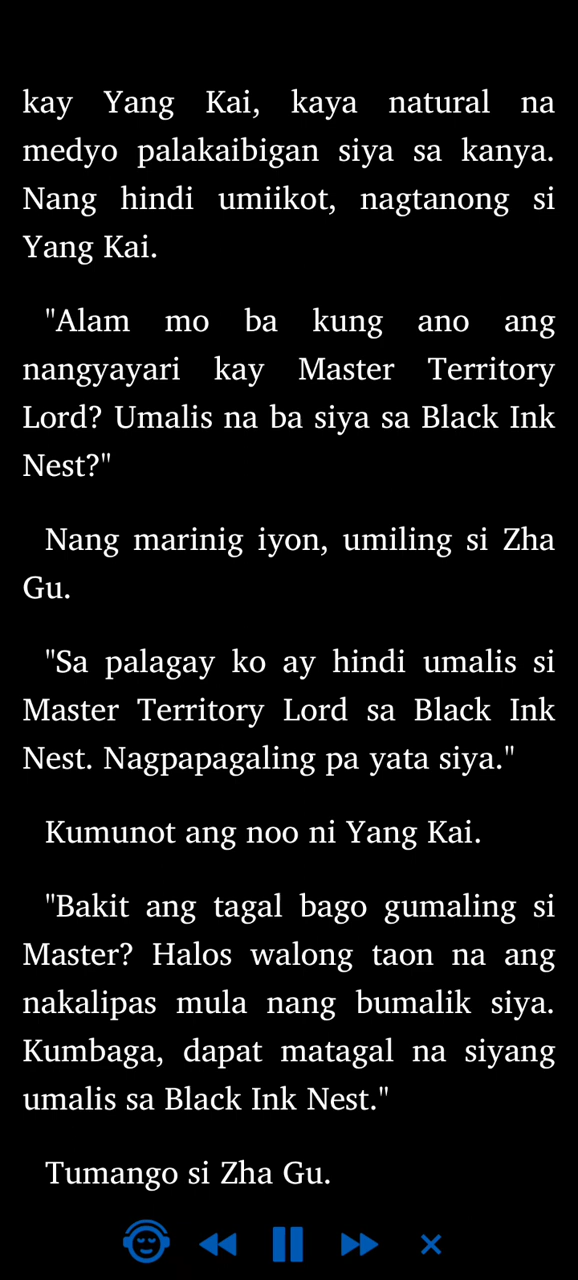 kay Yang Kai, kaya natural na
medyo palakaibigan siya sa kanya.
Nang hindi umiikot, nagtanong si
Yang Kai.
"Alam mo ba kung ano ang
nangyayari kay Master Territory
Lord? Umalis na ba siya sa Black Ink
Nest?"
Nang marinig iyon, umiling si Zha
Gu.
"Sa palagay ko ay hindi umalis si
Master Territory Lord sa Black Ink
Nest. Nagpapagaling pa yata siya."
Kumunot ang noo ni Yang Kai.
"Bakit ang tagal bago gumaling si
Master? Halos walong taon na ang
nakalipas mula nang bumalik siya.
Kumbaga, dapat matagal na siyang
umalis sa Black Ink Nest."
Tumango si Zha Gu.